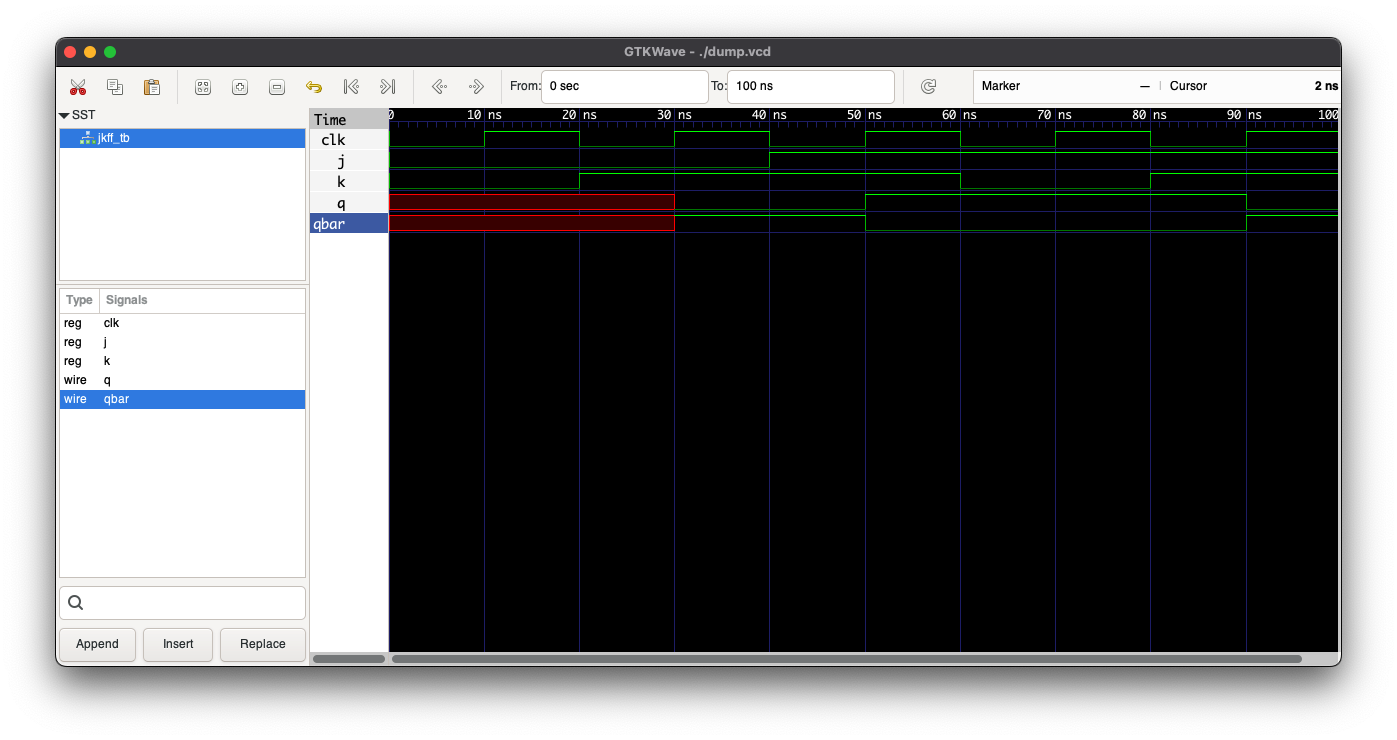 GTKWave - ./dump.vcd
From: 0 sec To: 100 ns Marker — | Cursor 2 ns
SST
jkff_tb
Type Signals
reg clk
reg j
reg k
wire q
wire qbar
Append Insert Replace
Time
clk
j
k
q
qbar
0 10 ns 20 ns 30 ns 40 ns 50 ns 60 ns 70 ns 80 ns 90 ns 100